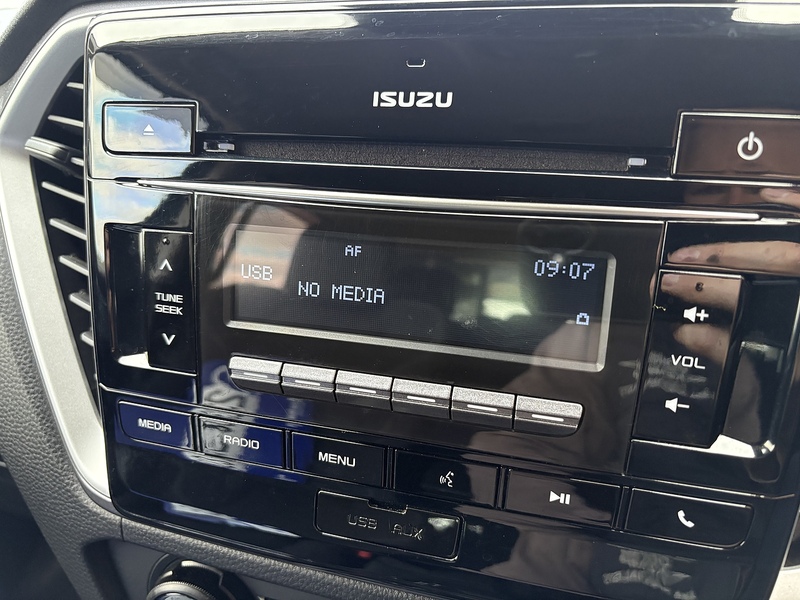 ISUZU
AF
USB
09:07
NO MEDIA
TUNE
SEEK
VOL
MEDIA
RADIO
MENU
USB AUX